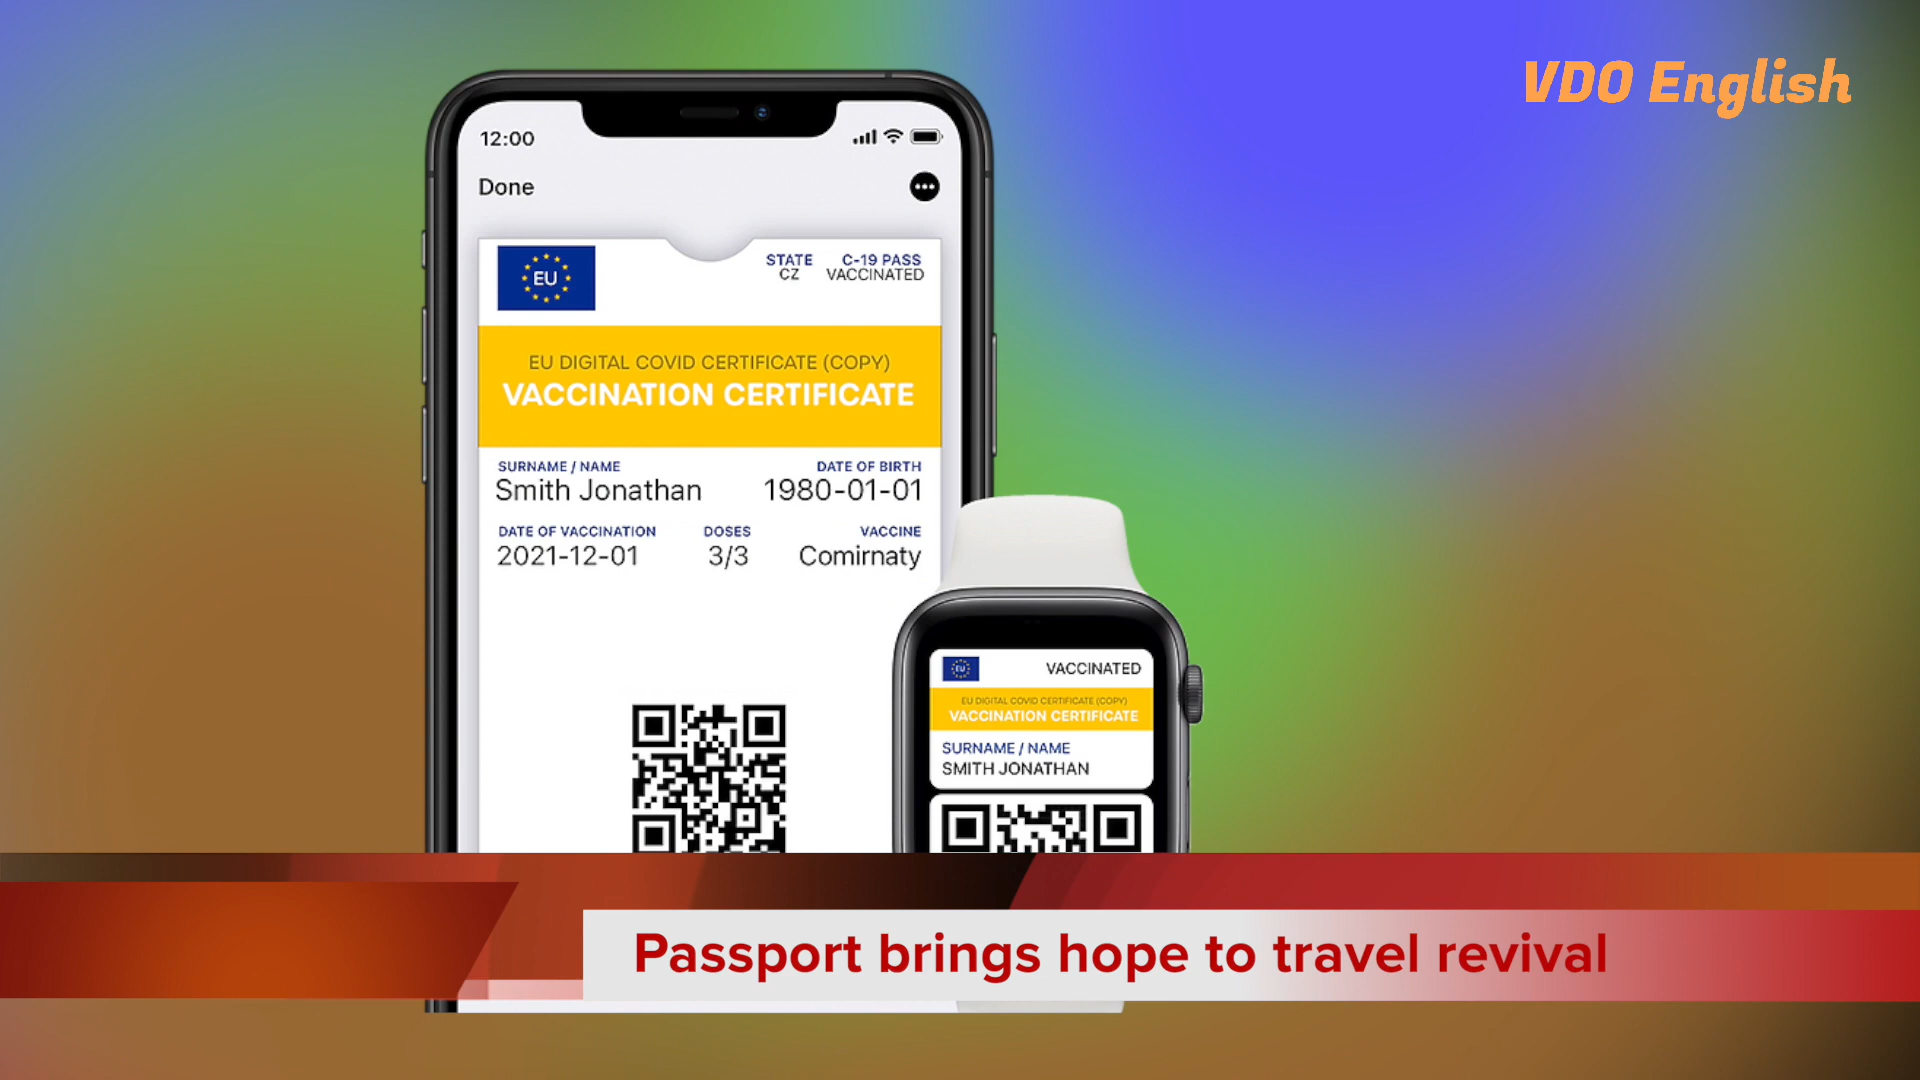 VDO English
12:00
Done
EU
STATE C-19 PASS
CZ VACCINATED
EU DIGITAL COVID CERTIFICATE (COPY)
VACCINATION CERTIFICATE
SURNAME / NAME DATE OF BIRTH
Smith Jonathan 1980-01-01
DATE OF VACCINATION DOSES VACCINE
2021-12-01 3/3 Comirnaty
EU VACCINATED
EU DIGITAL COVID CERTIFICATE (COPY)
VACCINATION CERTIFICATE
SURNAME / NAME
SMITH JONATHAN
Passport brings hope to travel revival